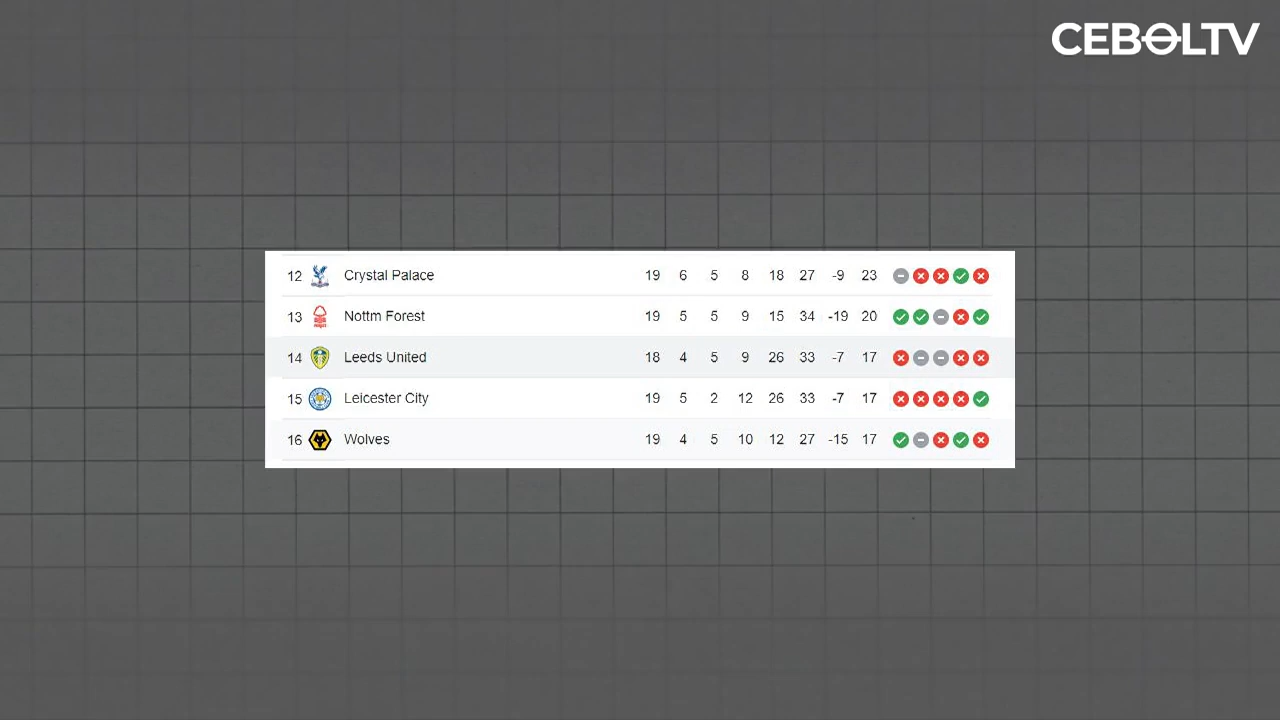 CEBOLTV
12 Crystal Palace 19 6 5 8 18 27 -9 23
13 Nottm Forest 19 5 5 9 15 34 -19 20
14 Leeds United 18 4 5 9 26 33 -7 17
15 Leicester City 19 5 2 12 26 33 -7 17
16 Wolves 19 4 5 10 12 27 -15 17